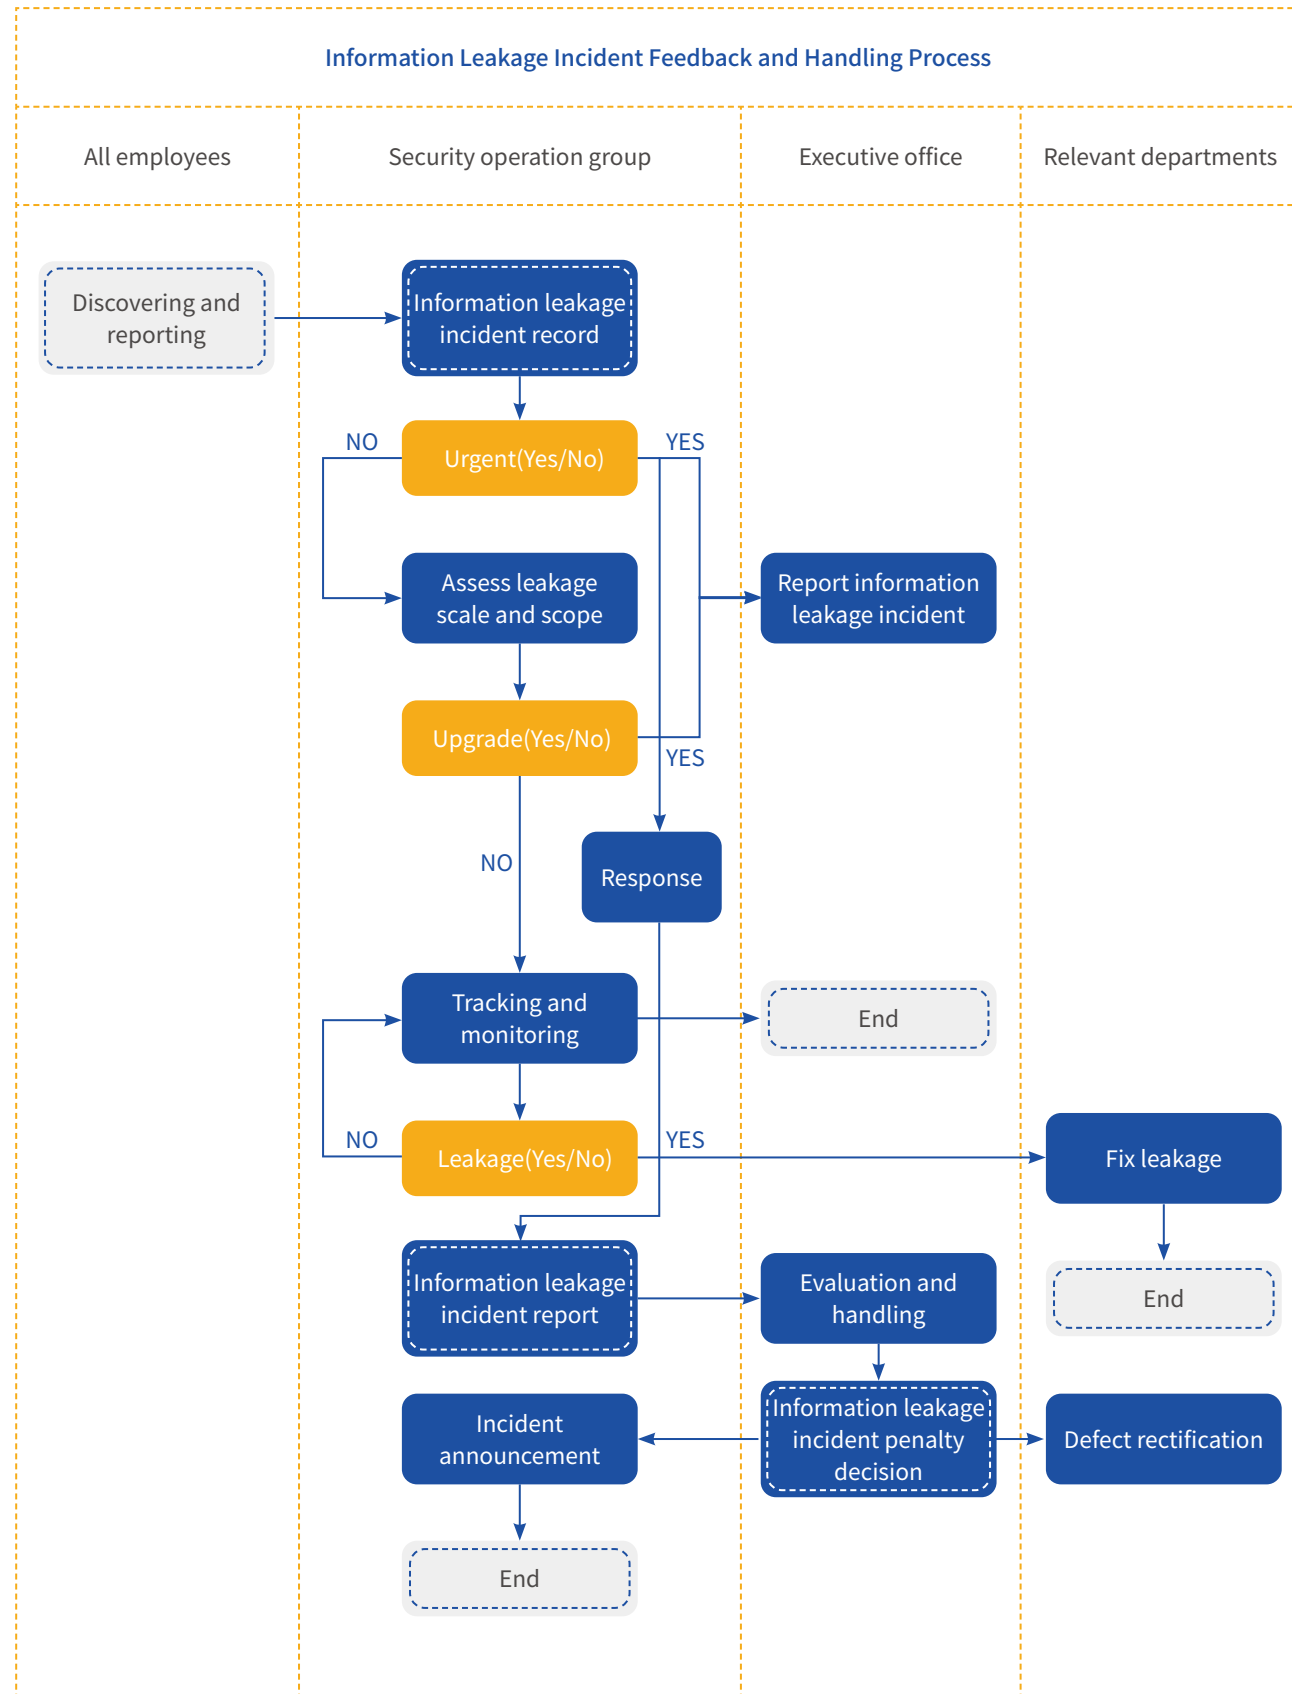 Information Leakage Incident Feedback and Handling Process
All employees
Security operation group
Executive office
Relevant departments
Discovering and
reporting
Information leakage
incident record
NO
Urgent(Yes/No)
YES
Assess leakage
scale and scope
Report information
leakage incident
Upgrade(Yes/No)
YES
NO
Response
Tracking and
monitoring
End
NO
Leakage(Yes/No)
YES
Fix leakage
Information leakage
incident report
Evaluation and
handling
End
Incident
announcement
Information leakage
incident penalty
decision
Defect rectification
End